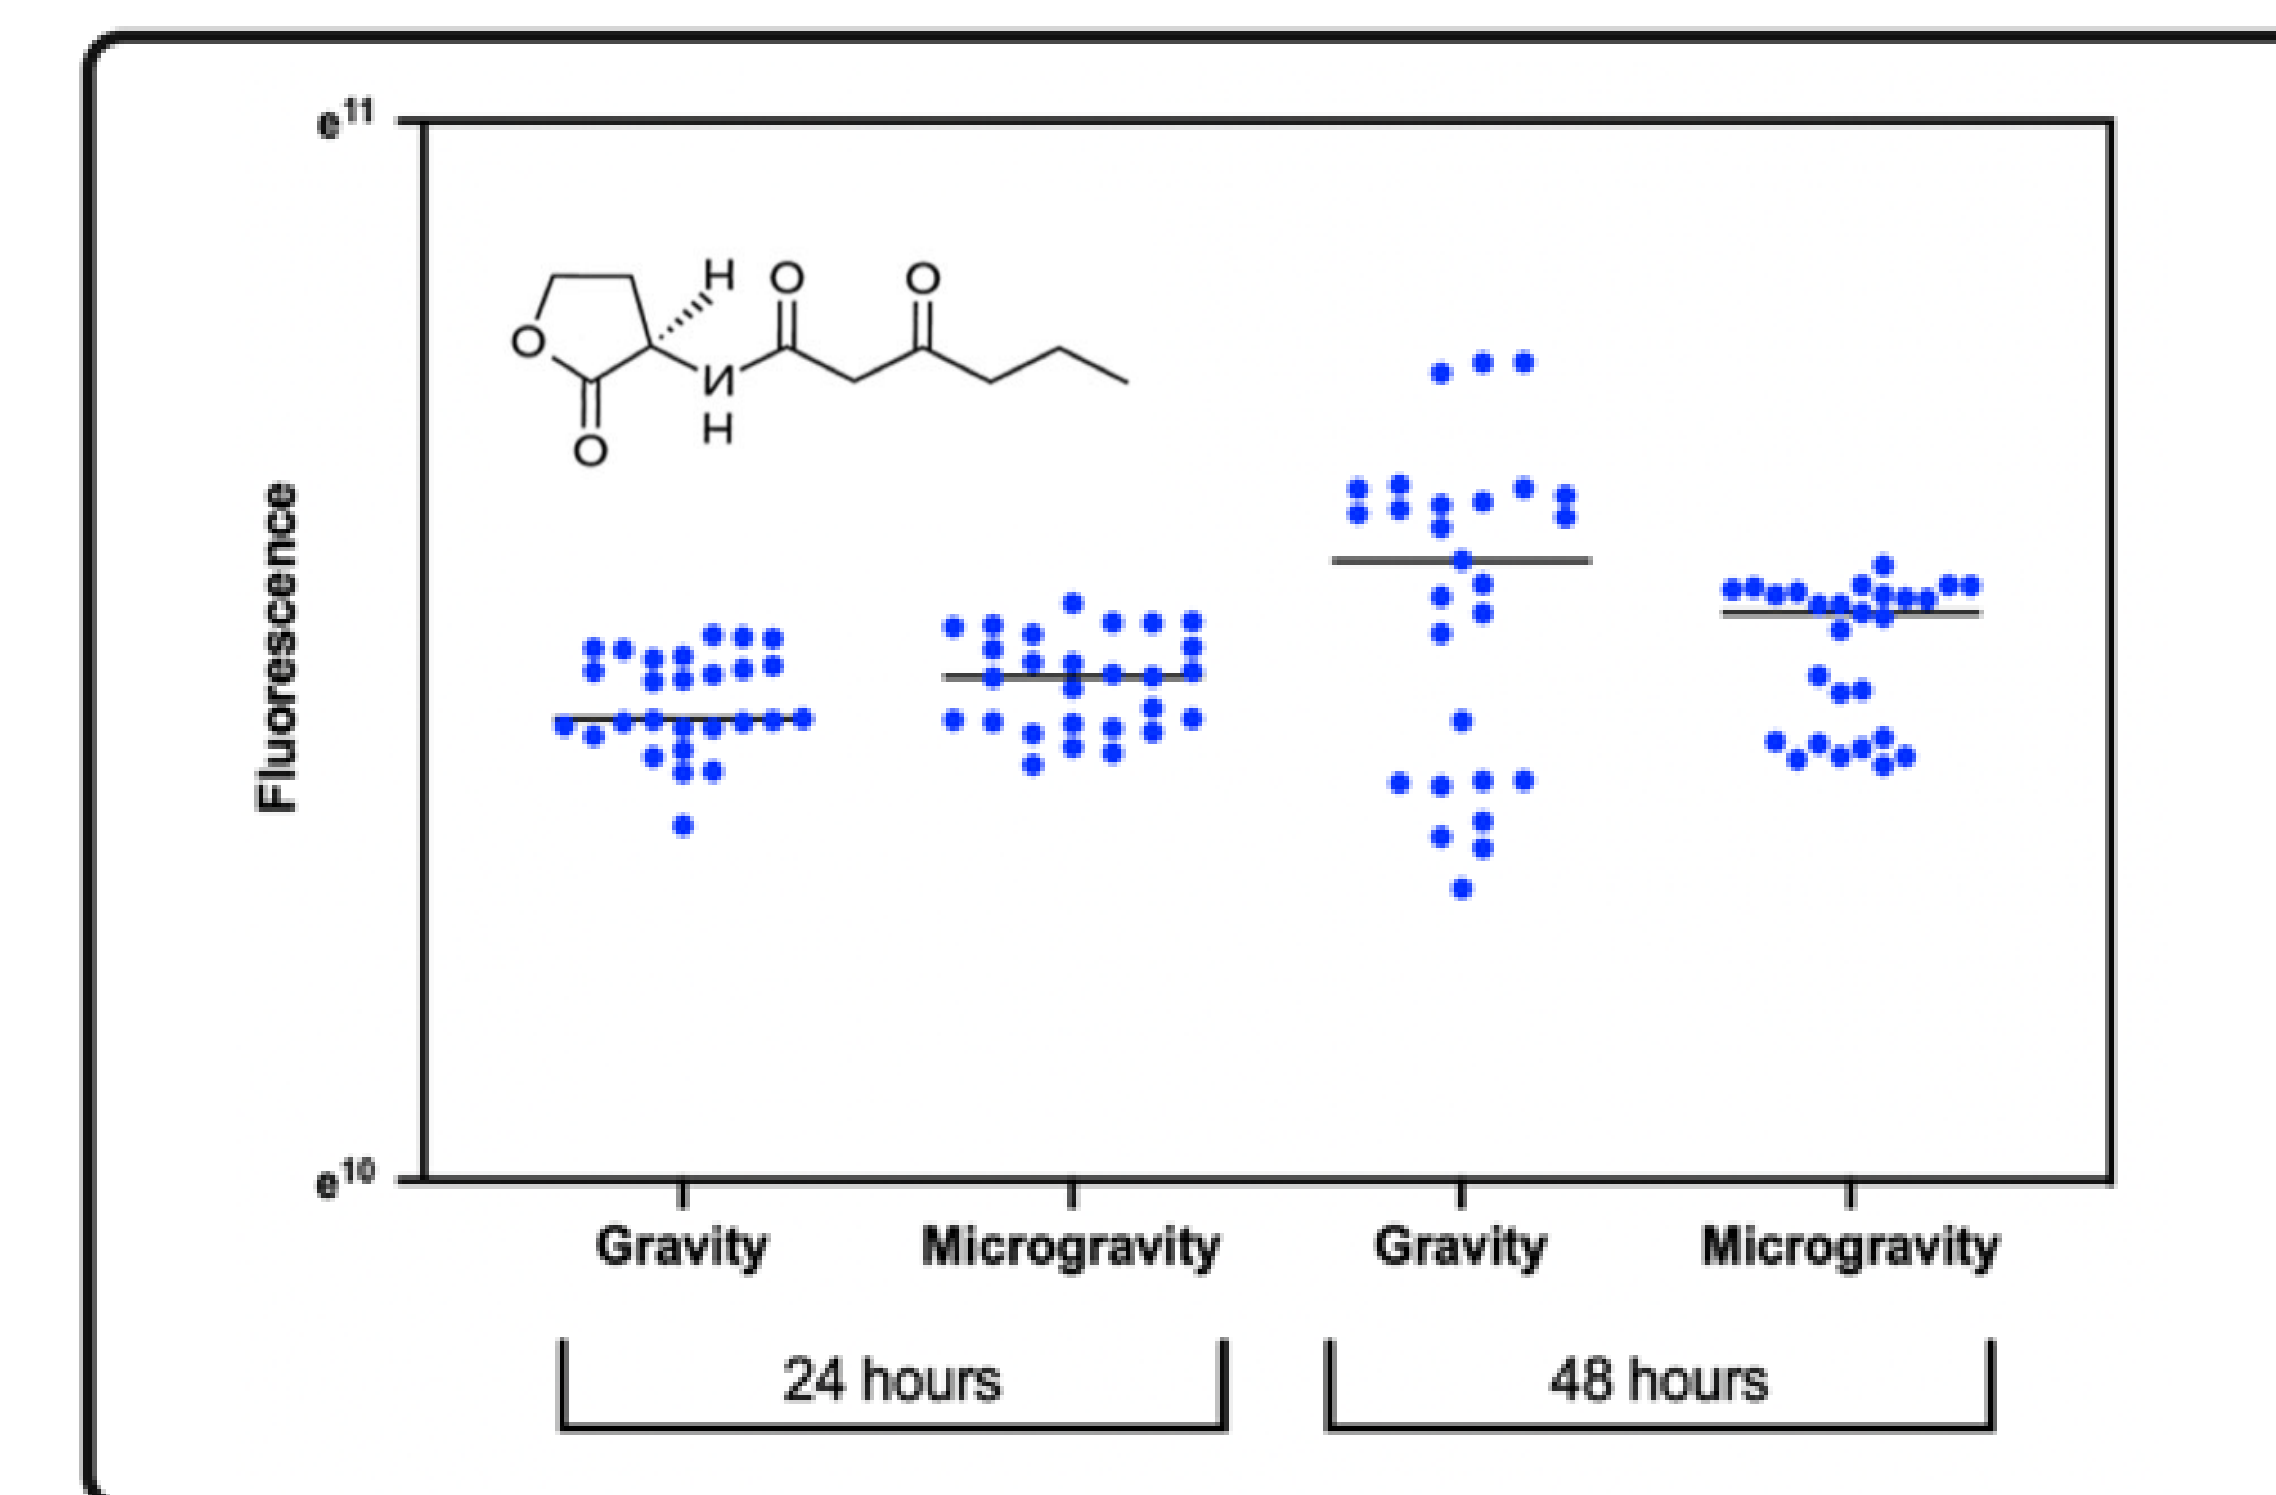 e¹¹
H O O
O
N
H
O
Fluorescence
e¹⁰
Gravity Microgravity Gravity Microgravity
24 hours 48 hours